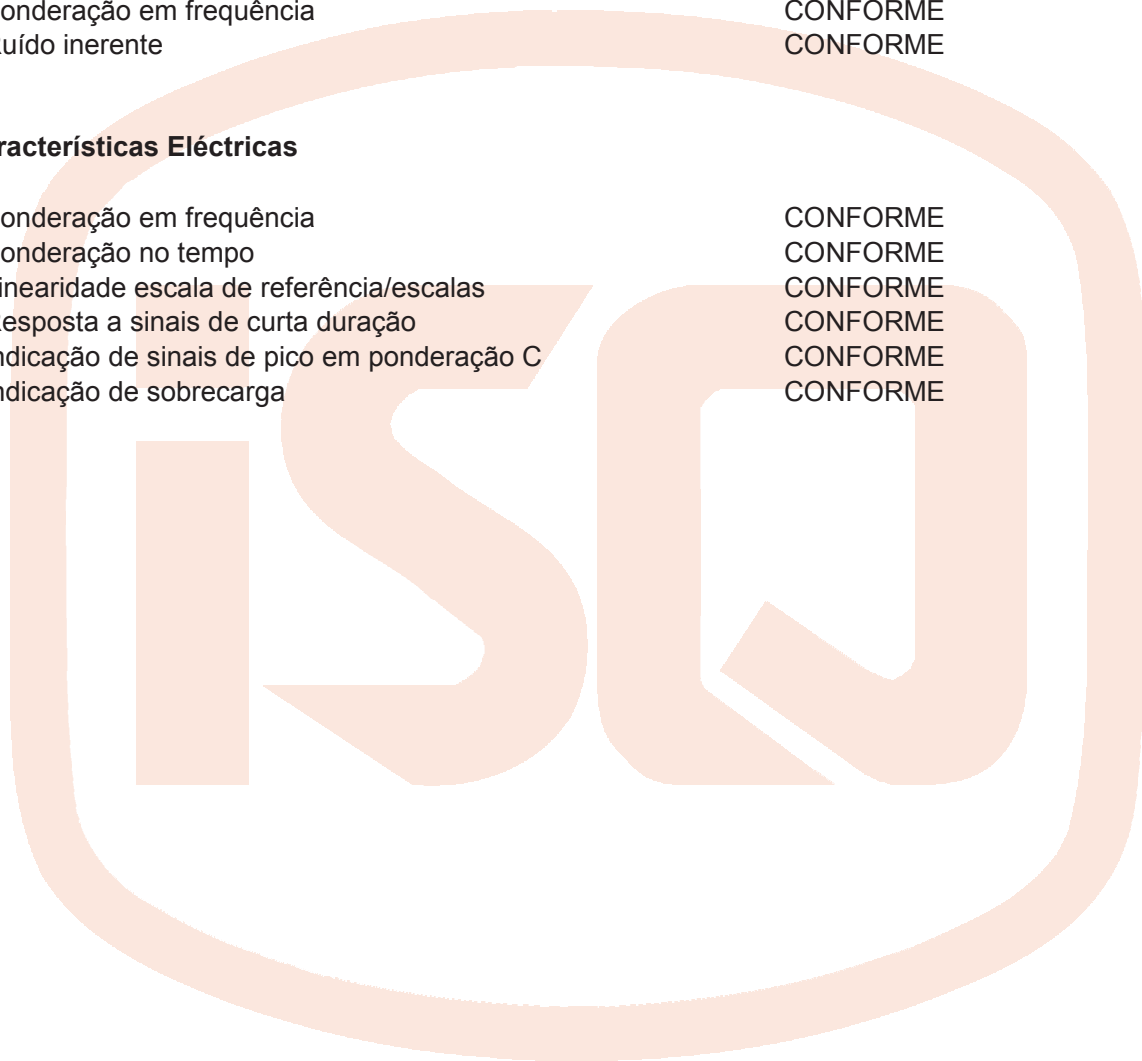 onderação em frequência CONFORME
uído inerente CONFORME
racterísticas Eléctricas
onderação em frequência CONFORME
onderação no tempo CONFORME
inearidade escala de referência/escalas CONFORME
esposta a sinais de curta duração CONFORME
ndicação de sinais de pico em ponderação C CONFORME
ndicação de sobrecarga CONFORME
iSQ